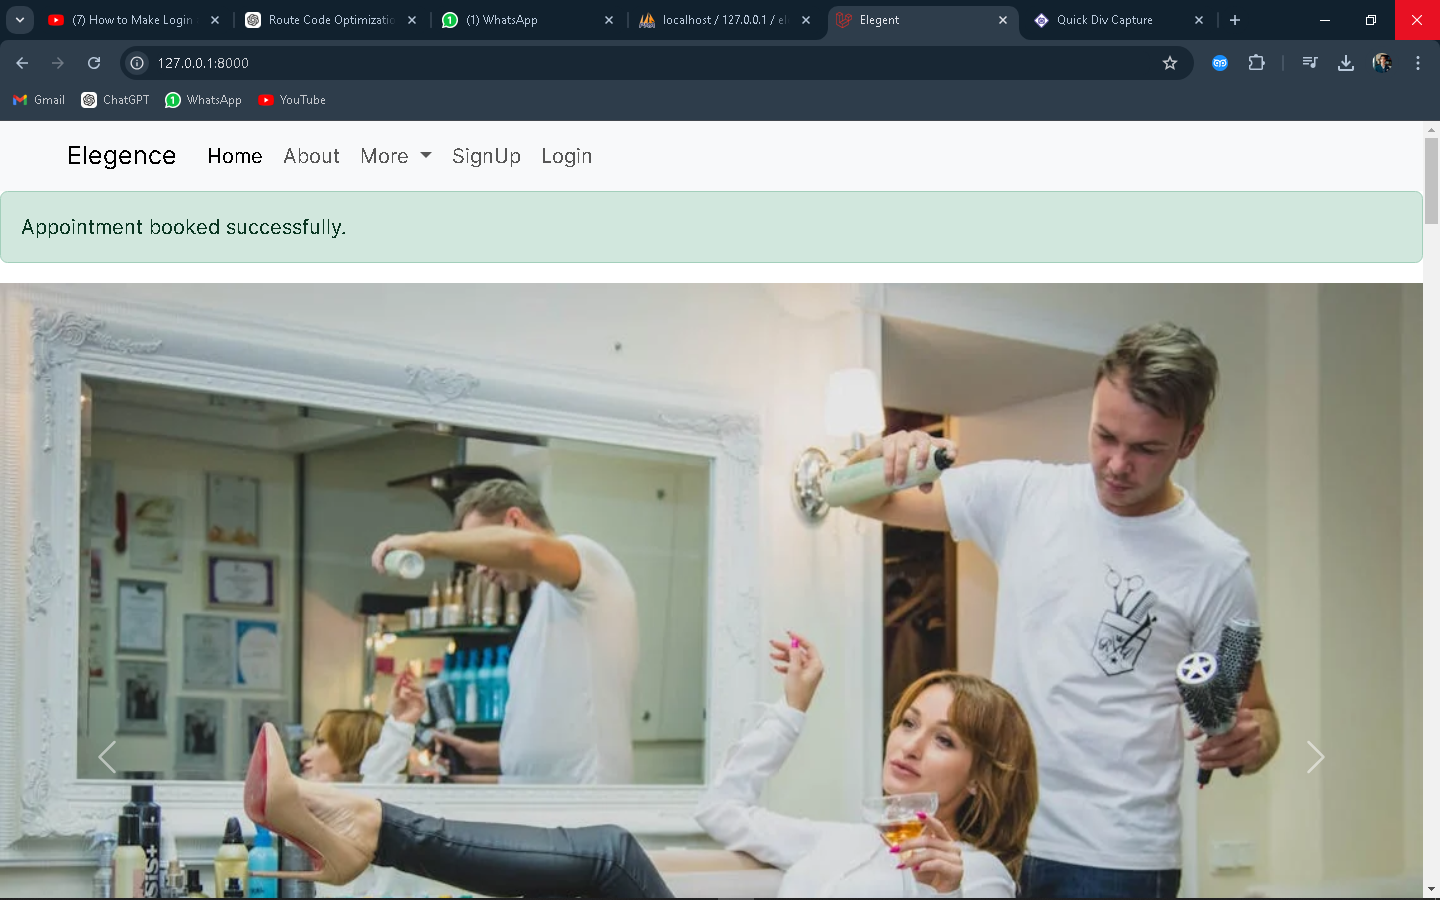 (7) How to Make Login
Route Code Optimizatio
(1) WhatsApp
localhost / 127.0.0.1 / el
Elegent
Quick Div Capture
127.0.0.1:8000
Gmail
ChatGPT
1
WhatsApp
YouTube
Elegence
Home
About
More
SignUp
Login
Appointment booked successfully.
SiS+